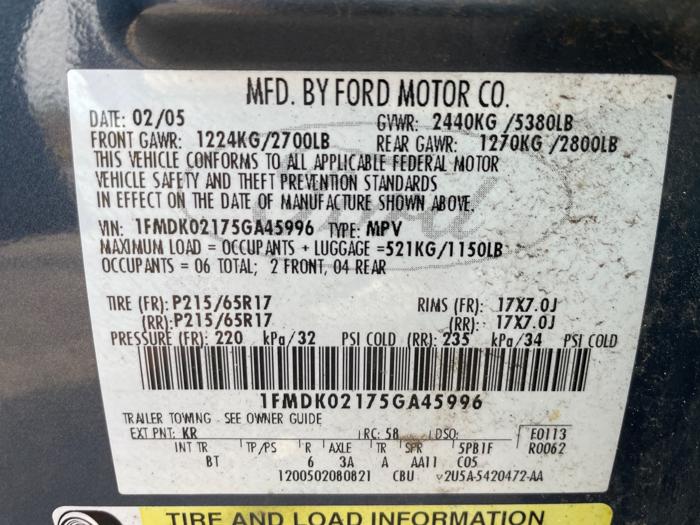 MFD. BY FORD MOTOR CO.
DATE: 02/05 GVWR: 2440KG /5380LB
FRONT GAWR: 1224KG/2700LB REAR GAWR: 1270KG /2800LB
THIS VEHICLE CONFORMS TO ALL APPLICABLE FEDERAL MOTOR
VEHICLE SAFETY AND THEFT PREVENTION STANDARDS
IN EFFECT ON THE DATE OF MANUFACTURE SHOWN ABOVE.
VIN: 1FMDK02175GA45996 TYPE: MPV
MAXIMUM LOAD = OCCUPANTS + LUGGAGE =521KG/1150LB
OCCUPANTS = 06 TOTAL; 2 FRONT, 04 REAR
TIRE (FR): P215/65R17 RIMS (FR): 17X7.0J
(RR): P215/65R17 (RR): 17X7.0J
PRESSURE (FR): 220 kPa/32 PSI COLD (RR): 235 kPa/34 PSI COLD
1FMDK02175GA45996
TRAILER TOWING - SEE OWNER GUIDE
EXT PNT: KR RC: 58 DSO: E0113
INT TR TP/PS R AXLE TR SPR 5PB1F R0062
BT 6 3A A AA11 C05
1200502080821 CBU 2U5A-5420472-AA
TIRE AND LOAD INFORMATION